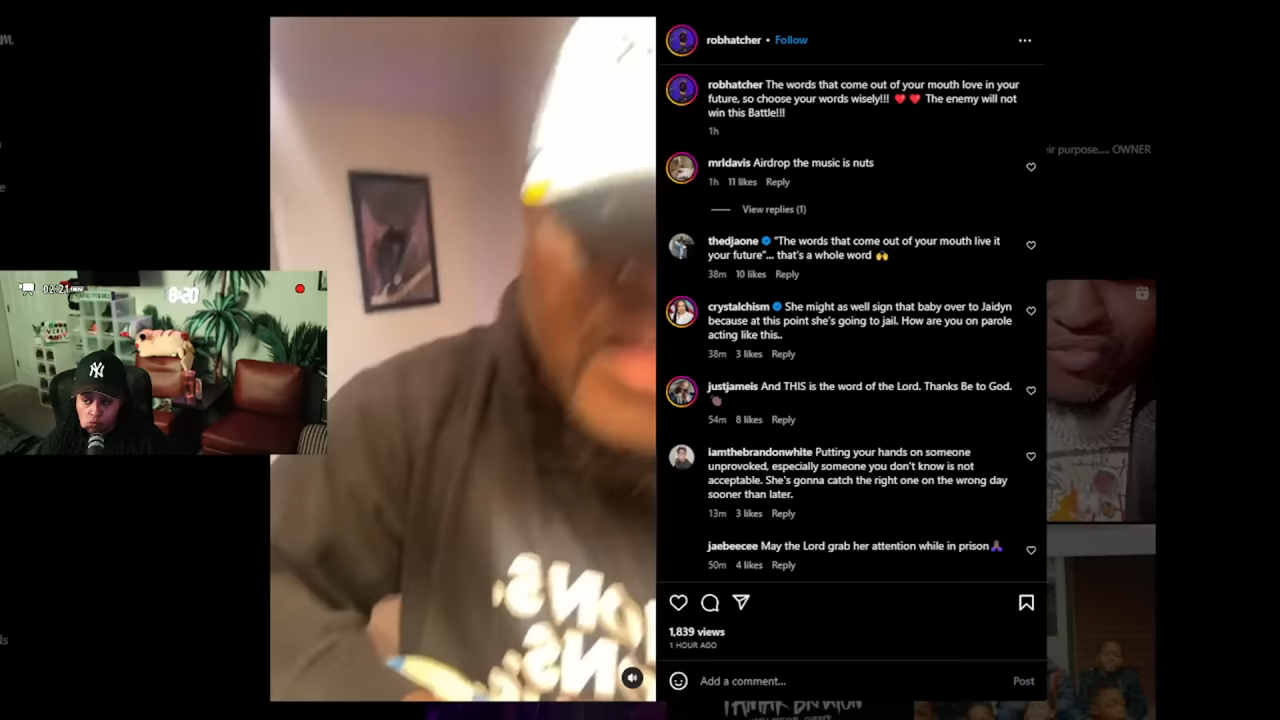 m
robhatcher • Follow
robhatcher The words that come out of your mouth love in your
future, so choose your words wisely!!! ❤️ ❤️ The enemy will not
win this Battle!!!
1h
mrldavis Airdrop the music is nuts
1h 11 likes Reply
View replies (1)
thedjaone "The words that come out of your mouth live it
your future"... that's a whole word 🙌
38m 10 likes Reply
crystalchism She might as well sign that baby over to Jaidyn
because at this point she's going to jail. How are you on parole
acting like this..
38m 3 likes Reply
justjameis And THIS is the word of the Lord. Thanks Be to God.
54m 8 likes Reply
iamthebrandonwhite Putting your hands on someone
unprovoked, especially someone you don't know is not
acceptable. She's gonna catch the right one on the wrong day
sooner than later.
13m 3 likes Reply
jaebeecee May the Lord grab her attention while in prison🙏🏾
50m 4 likes Reply
1,839 views
1 HOUR AGO
Add a comment... Post
eir purpose.... OWNER
02:21
8:20
NY
e
ls